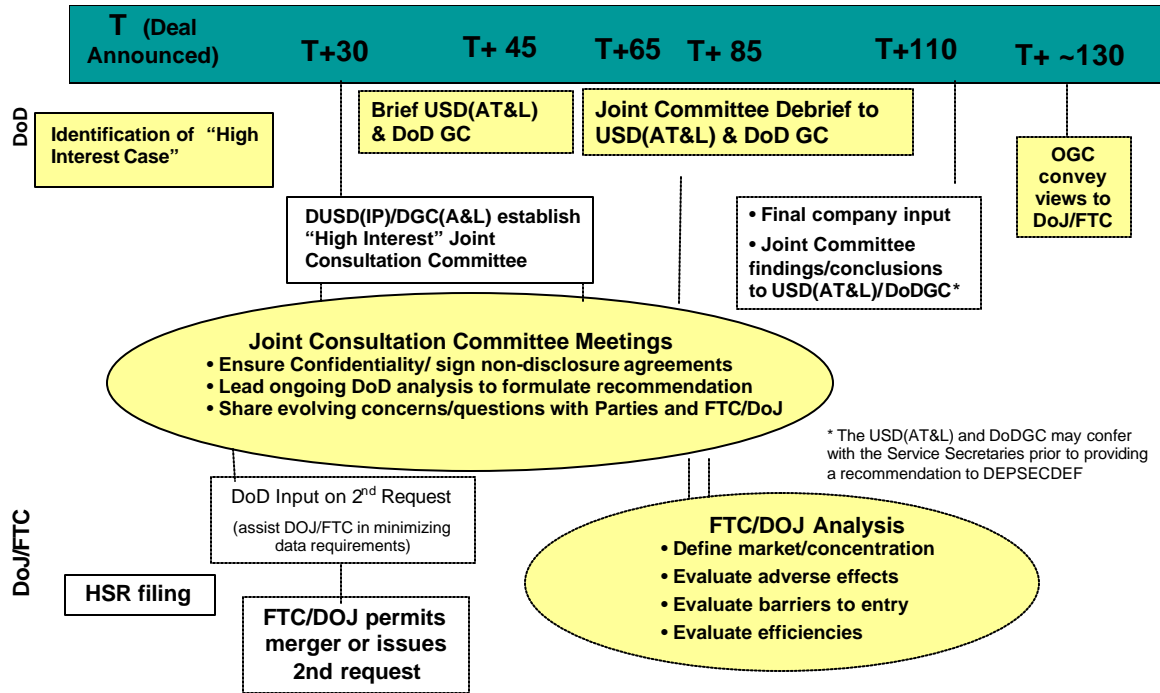 T (Deal
Announced)
T+30
T+ 45
T+65
T+ 85
T+110
T+ ~130
DoD
Identification of “High
Interest Case”
Brief USD(AT&L)
& DoD GC
Joint Committee Debrief to
USD(AT&L) & DoD GC
OGC
convey
views to
DoJ/FTC
DUSD(IP)/DGC(A&L) establish
“High Interest” Joint
Consultation Committee
• Final company input
• Joint Committee
findings/conclusions
to USD(AT&L)/DoDGC*
Joint Consultation Committee Meetings
• Ensure Confidentiality/ sign non-disclosure agreements
• Lead ongoing DoD analysis to formulate recommendation
• Share evolving concerns/questions with Parties and FTC/DoJ
* The USD(AT&L) and DoDGC may confer
with the Service Secretaries prior to providing
a recommendation to DEPSECDEF
DoJ/FTC
DoD Input on 2nd Request
(assist DOJ/FTC in minimizing
data requirements)
HSR filing
FTC/DOJ permits
merger or issues
2nd request
FTC/DOJ Analysis
• Define market/concentration
• Evaluate adverse effects
• Evaluate barriers to entry
• Evaluate efficiencies